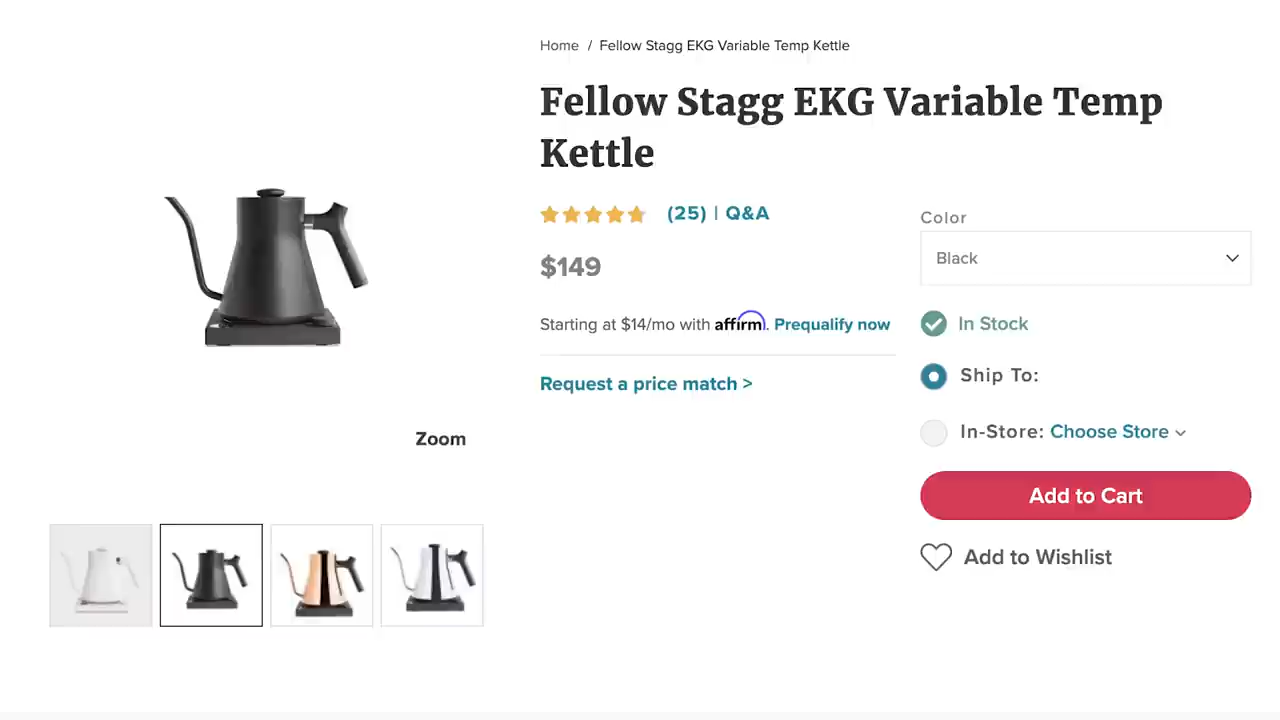 Home / Fellow Stagg EKG Variable Temp Kettle
Fellow Stagg EKG Variable Temp
Kettle
(25) | Q&A
$149
Starting at $14/mo with affirm. Prequalify now
Request a price match >
Color
Black
In Stock
Ship To:
In-Store: Choose Store
Add to Cart
Add to Wishlist
Zoom